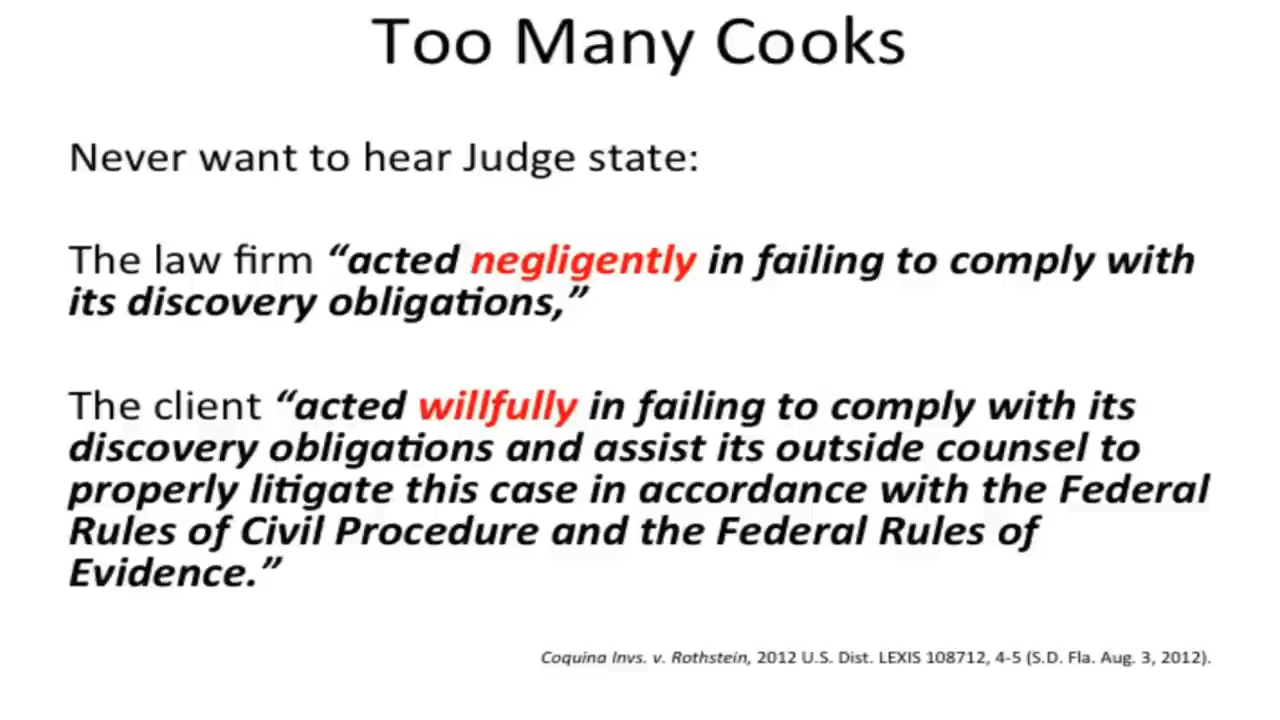 Too Many Cooks
Never want to hear Judge state:
The law firm “acted negligently in failing to comply with
its discovery obligations,”
The client “acted willfully in failing to comply with its
discovery obligations and assist its outside counsel to
properly litigate this case in accordance with the Federal
Rules of Civil Procedure and the Federal Rules of
Evidence.”
Coquina Invs. v. Rothstein, 2012 U.S. Dist. LEXIS 108712, 4-5 (S.D. Fla. Aug. 3, 2012).